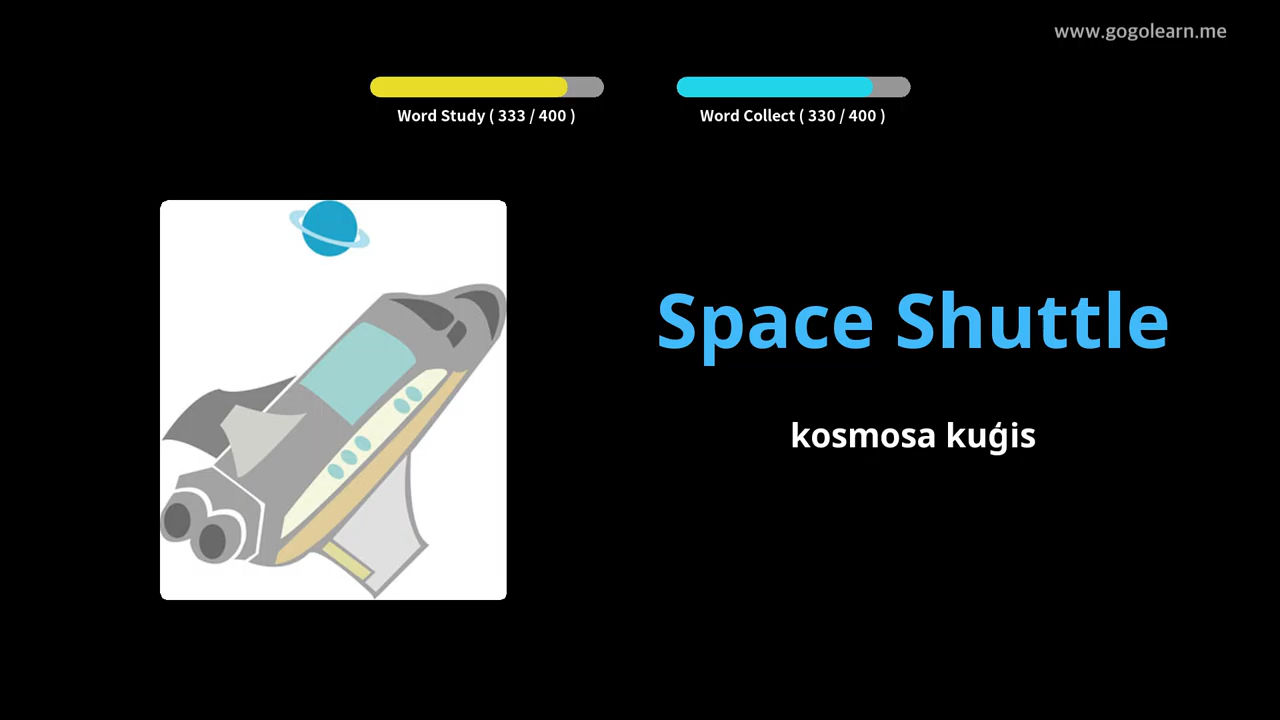 www.gogolearn.me
Word Study ( 333 / 400 )
Word Collect ( 330 / 400 )
Space Shuttle
kosmosa kuģis